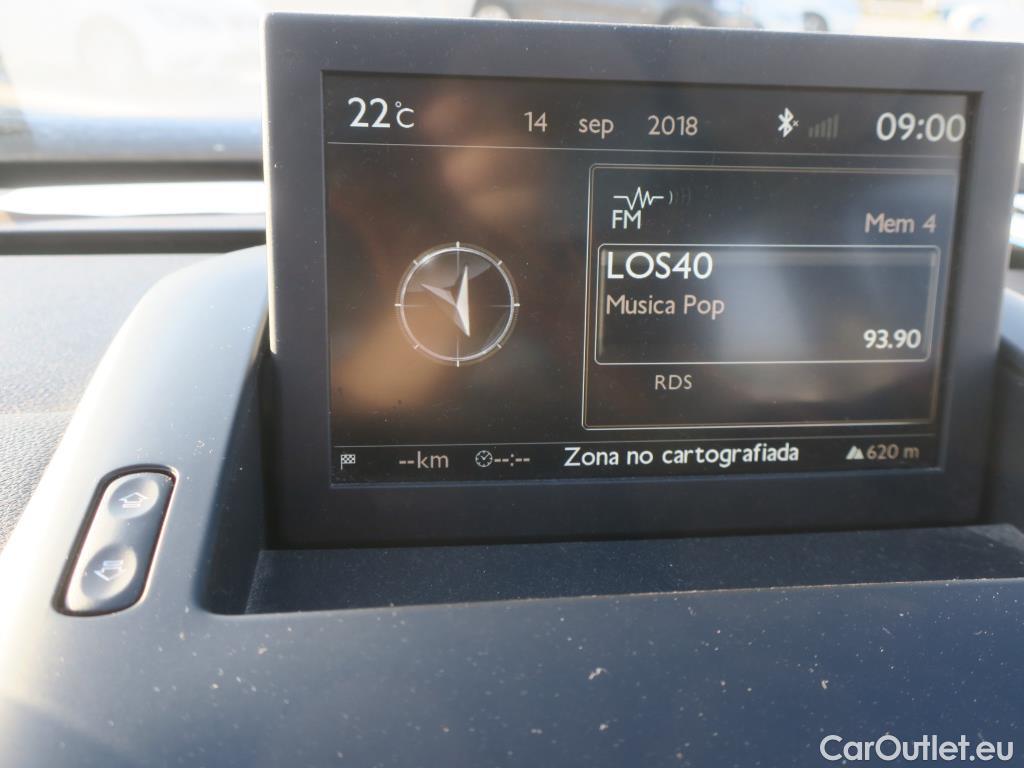 22°C 14 sep 2018 09:00
FM
Mem 4
LOS40
Música Pop
93.90
RDS
--km --:-- Zona no cartografiada 620 m
CarOutlet.eu